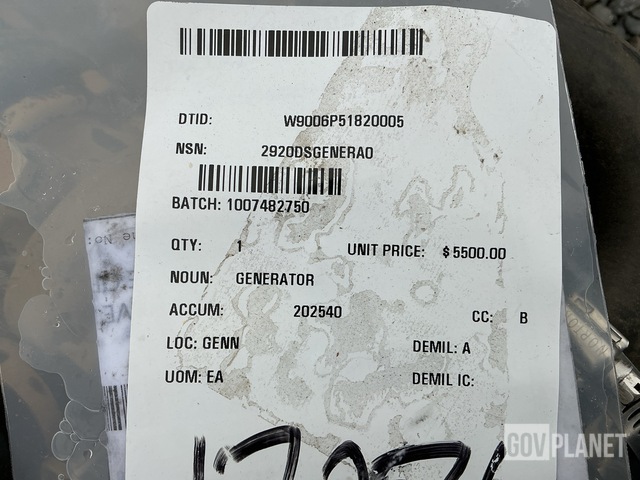 DTID: W9006P51820005
NSN: 2920DSGENERA0
BATCH: 1007482750
QTY: 1 UNIT PRICE: $5500.00
NOUN: GENERATOR
ACCUM: 202540 CC: B
LOC: GENN DEMIL: A
UOM: EA DEMIL IC:
GOVPLANET